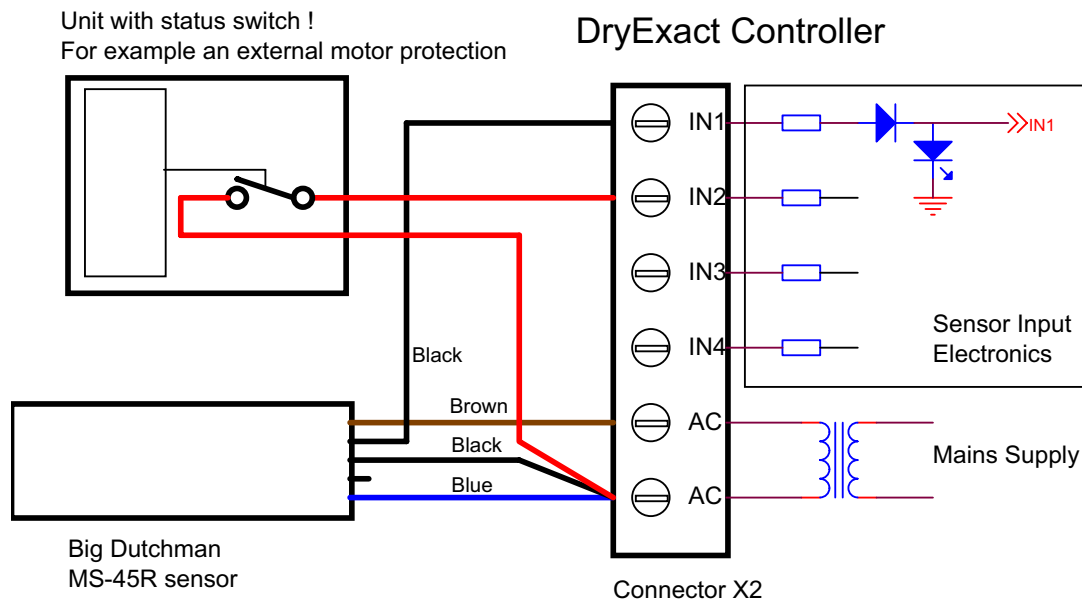 Unit with status switch !
For example an external motor protection
DryExact Controller
IN1
IN1
IN2
IN3
IN4
Sensor Input
Electronics
Black
Brown
AC
Black
Mains Supply
Blue
AC
Big Dutchman
MS-45R sensor
Connector X2